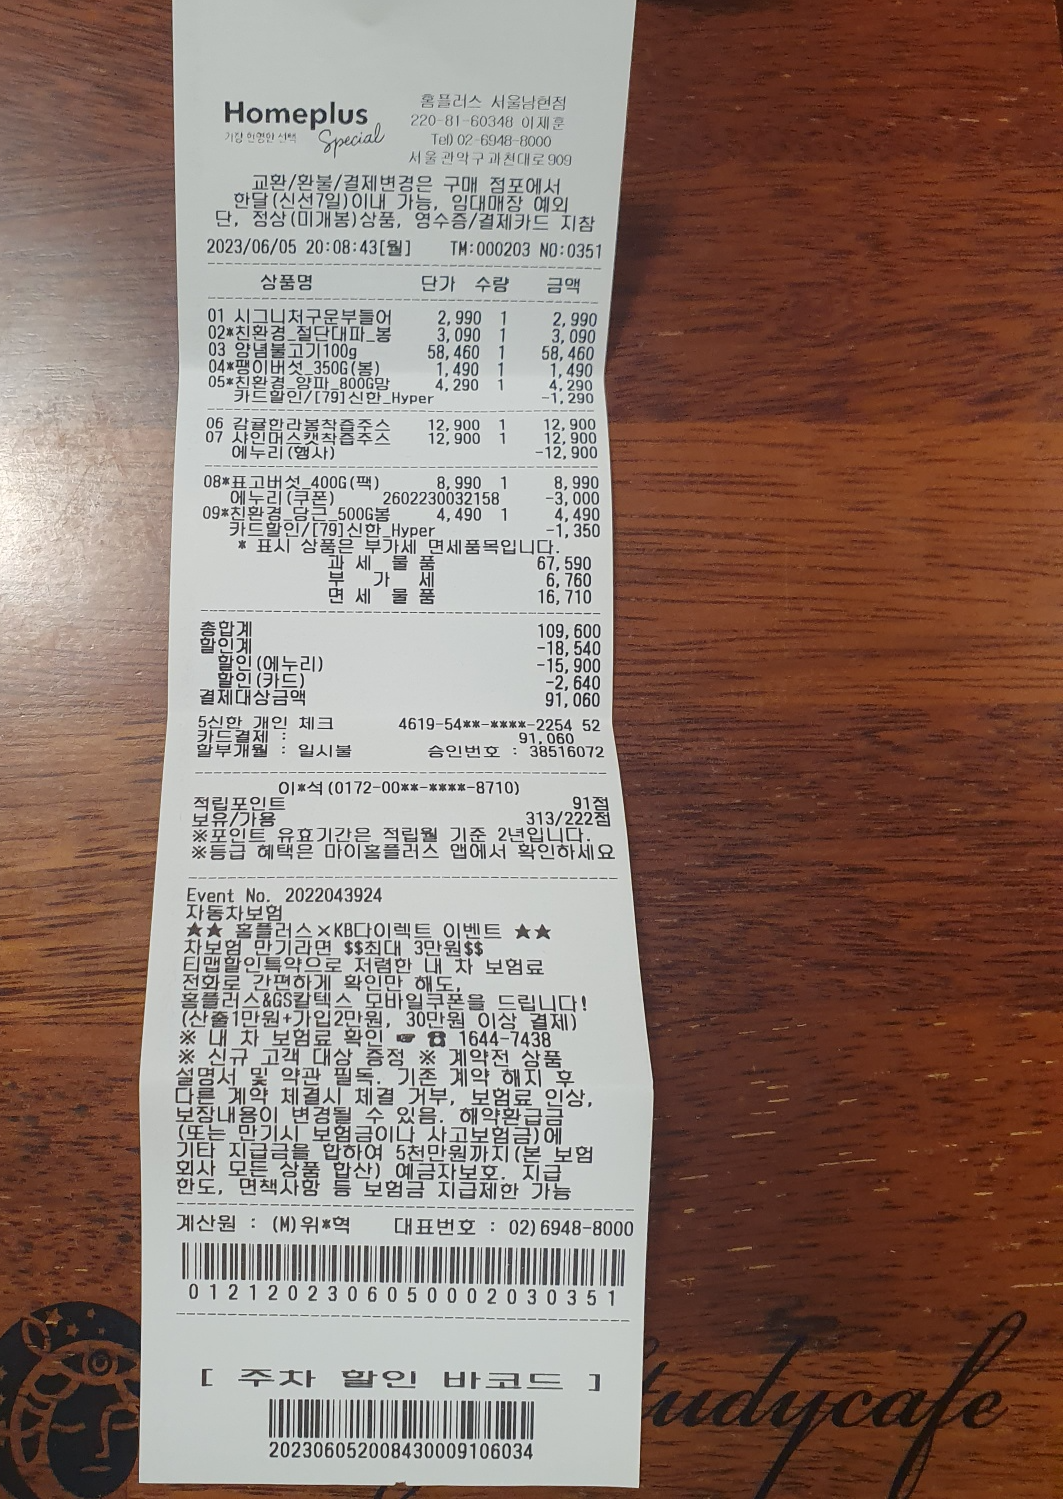 Homeplus
가장 현명한 선택 Special
홈플러스 서울남현점
220-81-60348 이제훈
Tel) 02-6948-8000
서울 관악구 과천대로 909
교환/환불/결제변경은 구매 점포에서
한달(신선7일)이내 가능, 임대매장 예외
단, 정상(미개봉)상품, 영수증/결제카드 지참
2023/06/05 20:08:43[월] TM:000203 NO:0351
상품명 단가 수량 금액
01 시그니처구운부들어 2,990 1 2,990
02*친환경_절단대파_봉 3,090 1 3,090
03 양념불고기100g 58,460 1 58,460
04*팽이버섯_350G(봉) 1,490 1 1,490
05*친환경_양파_800G망 4,290 1 4,290
카드할인/[79]신한_Hyper -1,290
06 감귤한라봉착즙주스 12,900 1 12,900
07 샤인머스캣착즙주스 12,900 1 12,900
에누리(행사) -12,900
08*표고버섯_400G(팩) 8,990 1 8,990
에누리(쿠폰) 2602230032158 -3,000
09*친환경_당근_500G봉 4,490 1 4,490
카드할인/[79]신한_Hyper -1,350
* 표시 상품은 부가세 면세품목입니다.
과 세 물 품 67,590
부 가 세 6,760
면 세 물 품 16,710
총합계 109,600
할인계 -18,540
할인(에누리) -15,900
할인(카드) -2,640
결제대상금액 91,060
5신한 개인 체크 4619-54**-****-2254 52
카드결제 : 91,060
할부개월 : 일시불 승인번호 : 38516072
이*석(0172-00**-****-8710)
적립포인트 91점
보유/가용 313/222점
※포인트 유효기간은 적립월 기준 2년입니다.
※등급 혜택은 마이홈플러스 앱에서 확인하세요
Event No. 2022043924
자동차보험
★★ 홈플러스×KB다이렉트 이벤트 ★★
차보험 만기라면 $$최대 3만원$$
티맵할인특약으로 저렴한 내 차 보험료
전화로 간편하게 확인만 해도,
홈플러스&GS칼텍스 모바일쿠폰을 드립니다!
(산출1만원+가입2만원, 30만원 이상 결제)
※ 내 차 보험료 확인 ☞ ☎ 1644-7438
※ 신규 고객 대상 증정 ※ 계약전 상품
설명서 및 약관 필독. 기존 계약 해지 후
다른 계약 체결시 체결 거부, 보험료 인상,
보장내용이 변경될 수 있음. 해약환급금
(또는 만기시 보험금이나 사고보험금)에
기타 지급금을 합하여 5천만원까지(본 보험
회사 모든 상품 합산) 예금자보호. 지급
한도, 면책사항 등 보험금 지급제한 가능
계산원 : (M)위*혁 대표번호 : 02)6948-8000
0121202306050002030351
[ 주차 할인 바코드 ]
202306052008430009106034
studycafe